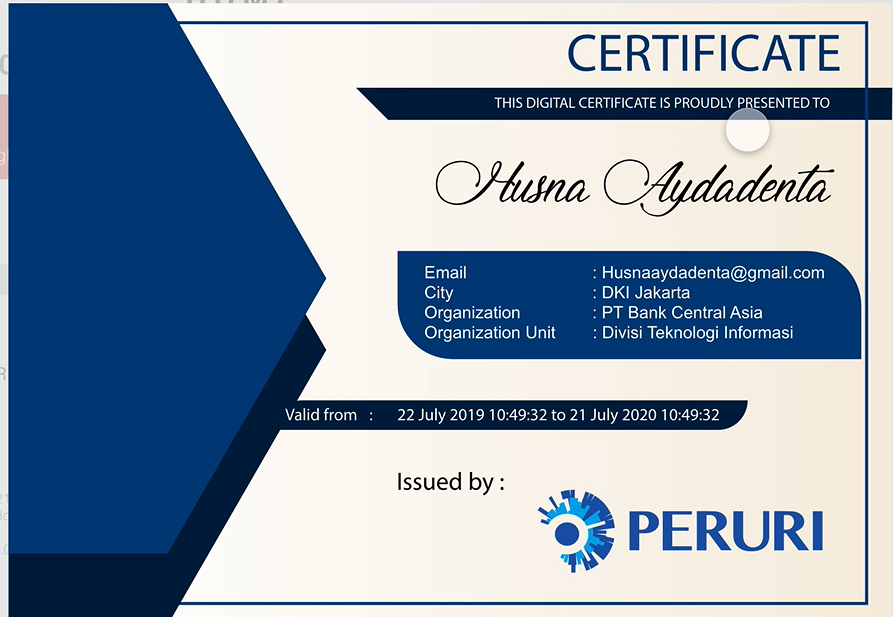 CERTIFICATE
THIS DIGITAL CERTIFICATE IS PROUDLY PRESENTED TO
Husna Aydadenta
Email : Husnaaydadenta@gmail.com
City : DKI Jakarta
Organization : PT Bank Central Asia
Organization Unit : Divisi Teknologi Informasi
Valid from : 22 July 2019 10:49:32 to 21 July 2020 10:49:32
Issued by :
PERURI